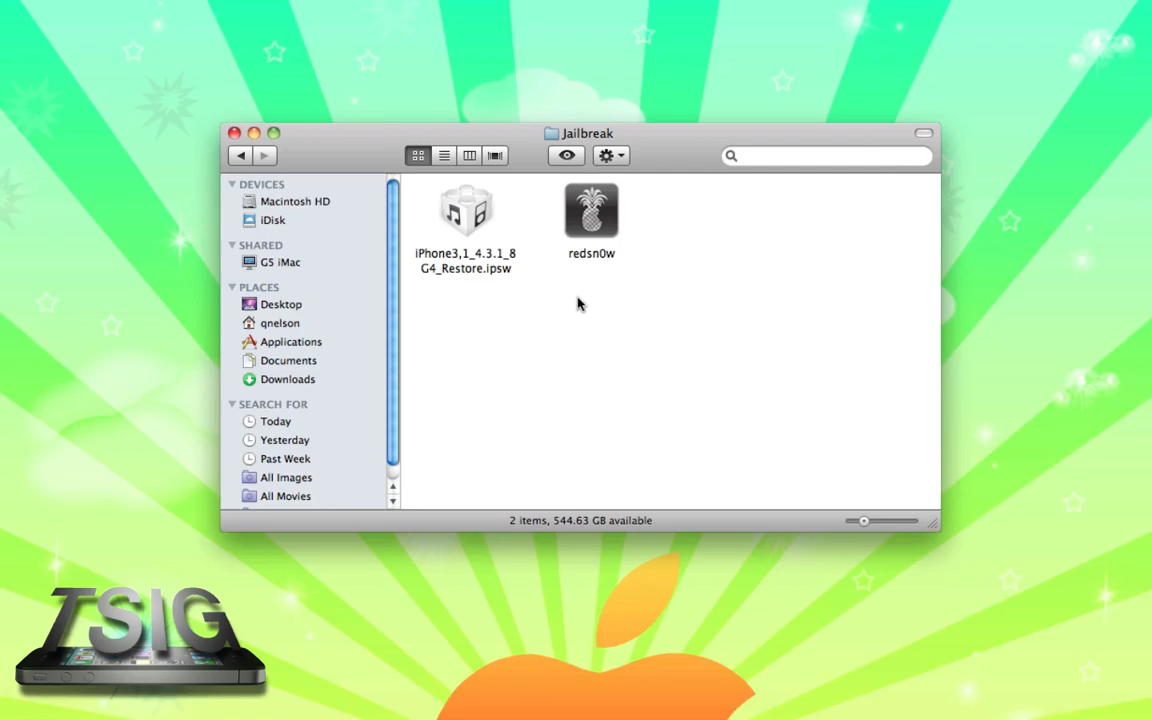 Jailbreak
DEVICES
Macintosh HD
iDisk
SHARED
G5 iMac
PLACES
Desktop
qnelson
Applications
Documents
Downloads
SEARCH FOR
Today
Yesterday
Past Week
All Images
All Movies
iPhone3,1_4.3.1_8
G4_Restore.ipsw
redsn0w
2 items, 544.63 GB available
TSIG